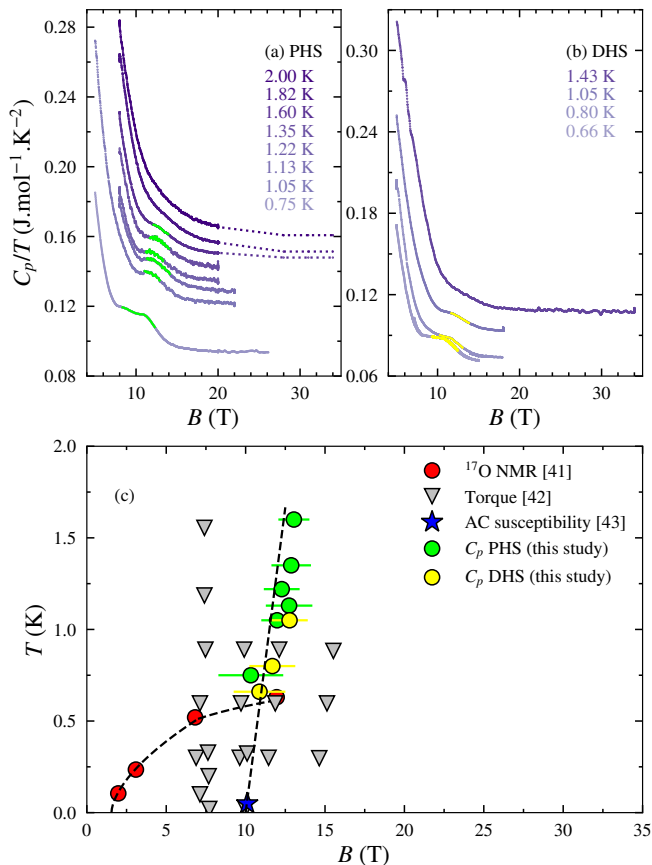 (a) PHS
2.00 K
1.82 K
1.60 K
1.35 K
1.22 K
1.13 K
1.05 K
0.75 K
0.28
0.24
0.20
0.16
0.12
0.08
10 20 30
B (T)
C_p/T (J.mol⁻¹.K⁻²)
(b) DHS
1.43 K
1.05 K
0.80 K
0.66 K
0.30
0.24
0.18
0.12
0.06
10 20 30
B (T)
(c)
¹⁷O NMR [41]
Torque [42]
AC susceptibility [43]
C_p PHS (this study)
C_p DHS (this study)
2.0
1.5
1.0
0.5
0.0
T (K)
0 5 10 15 20 25 30 35
B (T)